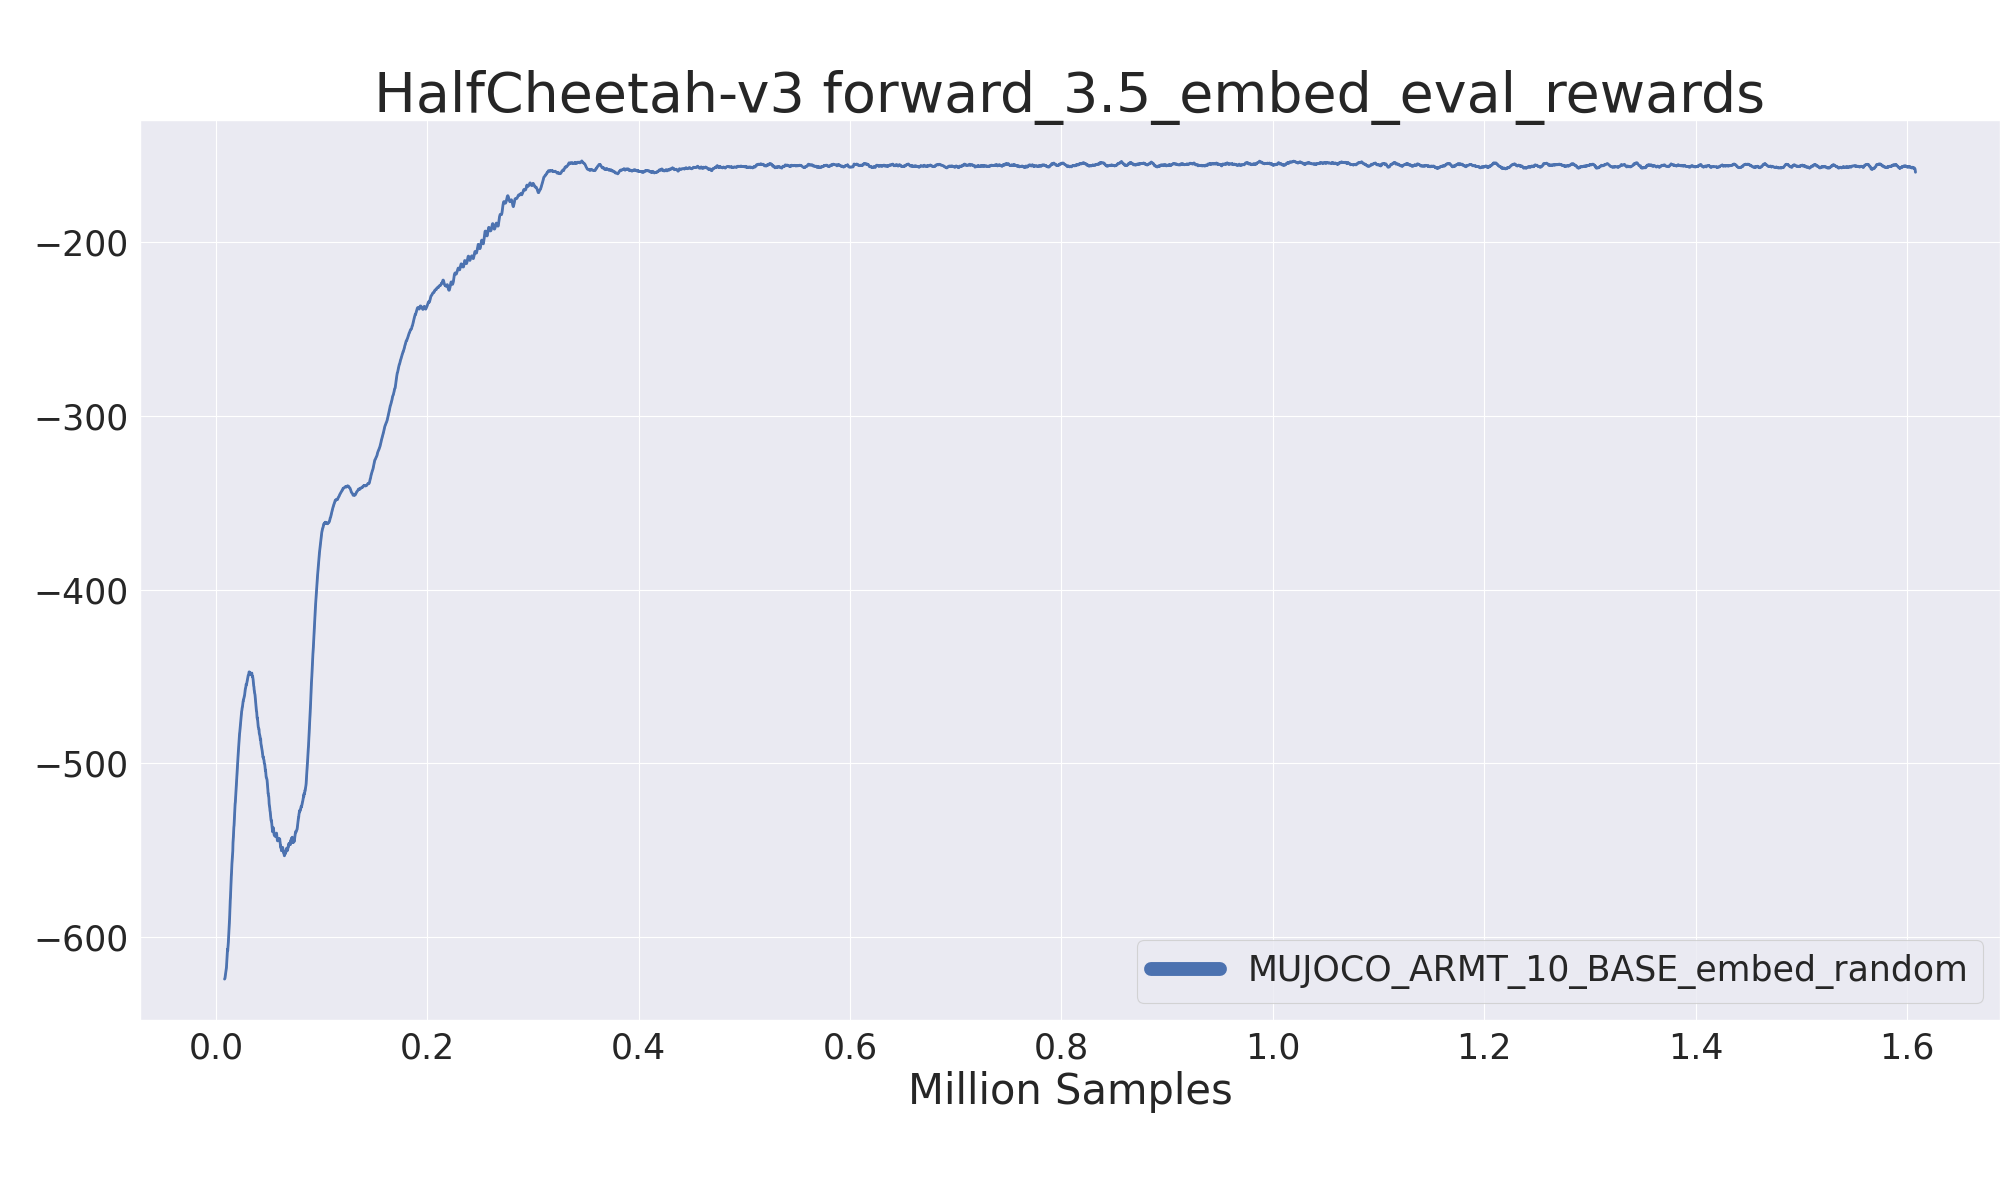 HalfCheetah-v3 forward_3.5_embed_eval_rewards
−200
−300
−400
−500
−600
MUJOCO_ARMT_10_BASE_embed_random
0.0 0.2 0.4 0.6 0.8 1.0 1.2 1.4 1.6
Million Samples